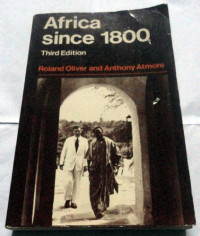 Africa
since 1800
Third Edition
Roland Oliver and Anthony Atmore